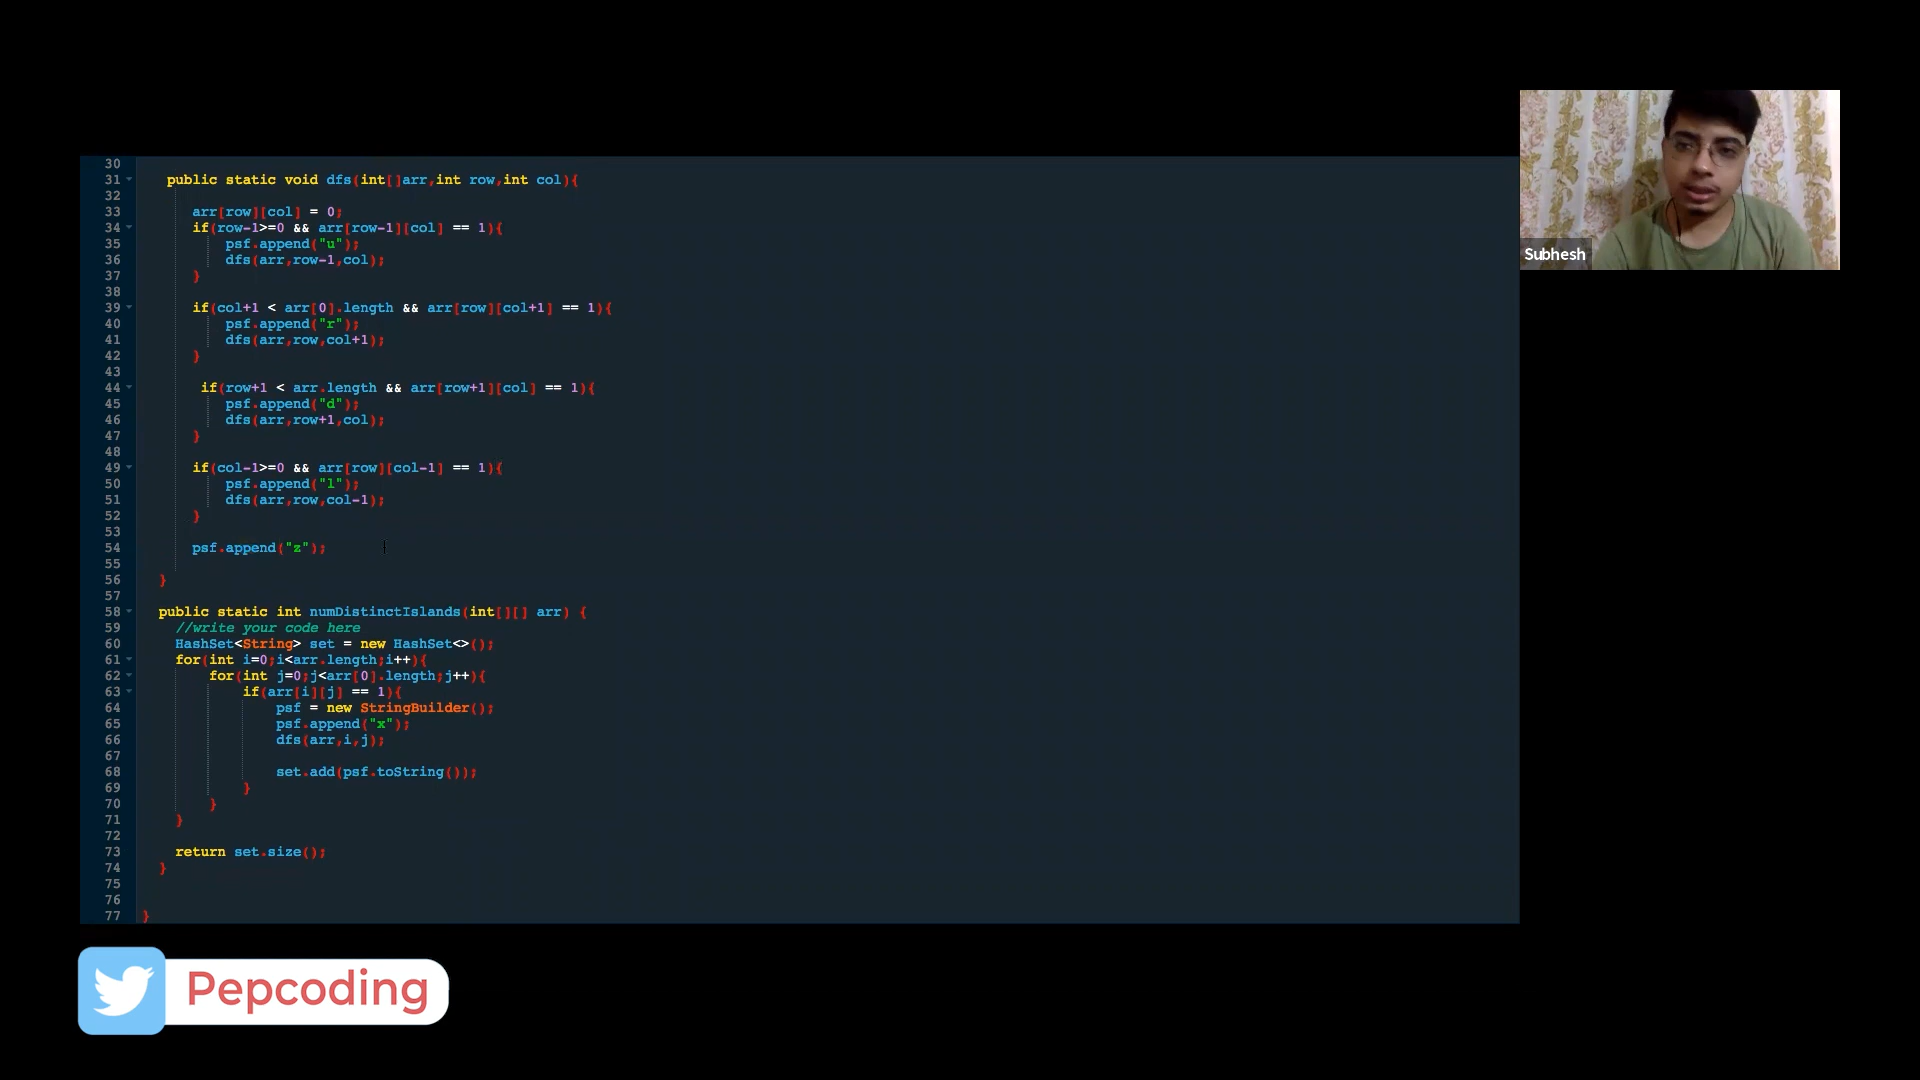 30
31 public static void dfs(int[]arr,int row,int col){
32
33 arr[row][col] = 0;
34 if(row-1>=0 && arr[row-1][col] == 1){
35 psf.append("u");
36 dfs(arr,row-1,col);
37 }
38
39 if(col+1 < arr[0].length && arr[row][col+1] == 1){
40 psf.append("r");
41 dfs(arr,row,col+1);
42 }
43
44 if(row+1 < arr.length && arr[row+1][col] == 1){
45 psf.append("d");
46 dfs(arr,row+1,col);
47 }
48
49 if(col-1>=0 && arr[row][col-1] == 1){
50 psf.append("l");
51 dfs(arr,row,col-1);
52 }
53
54 psf.append("z");
55
56 }
57
58 public static int numDistinctIslands(int[][] arr) {
59 //write your code here
60 HashSet<String> set = new HashSet<>();
61 for(int i=0;i<arr.length;i++){
62 for(int j=0;j<arr[0].length;j++){
63 if(arr[i][j] == 1){
64 psf = new StringBuilder();
65 psf.append("x");
66 dfs(arr,i,j);
67
68 set.add(psf.toString());
69 }
70 }
71 }
72
73 return set.size();
74 }
75
76
77 }
Subhesh
Pepcoding